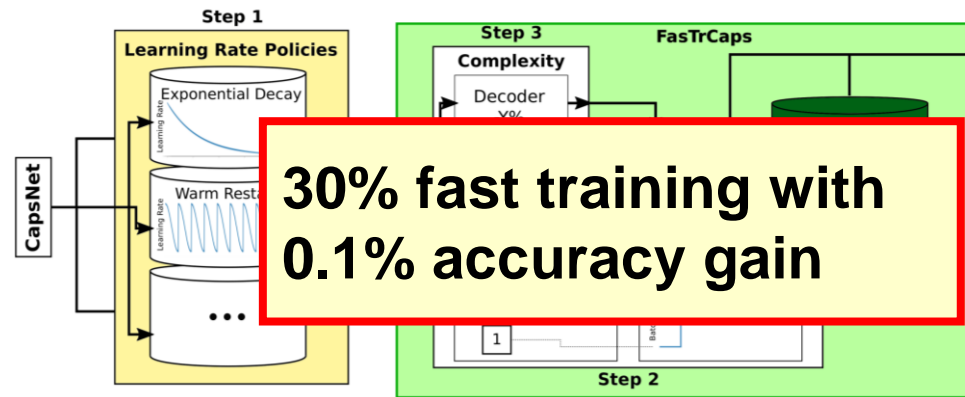 Step 1
Learning Rate Policies
Exponential Decay
Learning Rate
Warm Resta
Learning Rate
•••
CapsNet
Step 3
FasTrCaps
Complexity
Decoder
30% fast training with
0.1% accuracy gain
1
Step 2